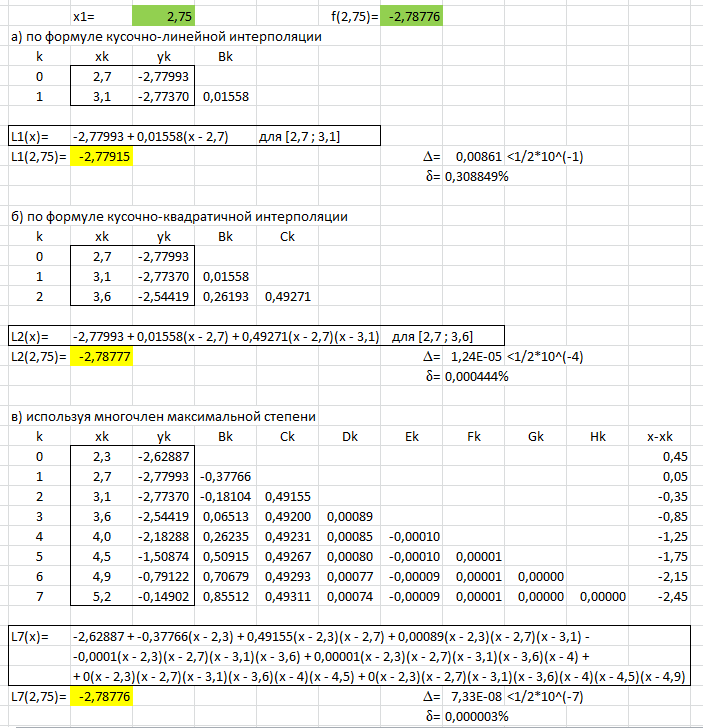 x1= 2,75 f(2,75)= -2,78776
а) по формуле кусочно-линейной интерполяции
k xk yk Bk
0 2,7 -2,77993
1 3,1 -2,77370 0,01558
L1(x)= -2,77993 + 0,01558(x - 2,7) для [2,7 ; 3,1]
L1(2,75)= -2,77915 Δ= 0,00861 <1/2*10^(-1)
δ= 0,308849%
б) по формуле кусочно-квадратичной интерполяции
k xk yk Bk Ck
0 2,7 -2,77993
1 3,1 -2,77370 0,01558
2 3,6 -2,54419 0,26193 0,49271
L2(x)= -2,77993 + 0,01558(x - 2,7) + 0,49271(x - 2,7)(x - 3,1) для [2,7 ; 3,6]
L2(2,75)= -2,78777 Δ= 1,24E-05 <1/2*10^(-4)
δ= 0,000444%
в) используя многочлен максимальной степени
k xk yk Bk Ck Dk Ek Fk Gk Hk x-xk
0 2,3 -2,62887 0,45
1 2,7 -2,77993 -0,37766 0,05
2 3,1 -2,77370 -0,18104 0,49155 -0,35
3 3,6 -2,54419 0,06513 0,49200 0,00089 -0,85
4 4,0 -2,18288 0,26235 0,49231 0,00085 -0,00010 -1,25
5 4,5 -1,50874 0,50915 0,49267 0,00080 -0,00010 0,00001 -1,75
6 4,9 -0,79122 0,70679 0,49293 0,00077 -0,00009 0,00001 0,00000 -2,15
7 5,2 -0,14902 0,85512 0,49311 0,00074 -0,00009 0,00001 0,00000 0,00000 -2,45
L7(x)= -2,62887 + -0,37766(x - 2,3) + 0,49155(x - 2,3)(x - 2,7) + 0,00089(x - 2,3)(x - 2,7)(x - 3,1) -
-0,0001(x - 2,3)(x - 2,7)(x - 3,1)(x - 3,6) + 0,00001(x - 2,3)(x - 2,7)(x - 3,1)(x - 3,6)(x - 4) +
+ 0(x - 2,3)(x - 2,7)(x - 3,1)(x - 3,6)(x - 4)(x - 4,5) + 0(x - 2,3)(x - 2,7)(x - 3,1)(x - 3,6)(x - 4)(x - 4,5)(x - 4,9)
L7(2,75)= -2,78776 Δ= 7,33E-08 <1/2*10^(-7)
δ= 0,000003%